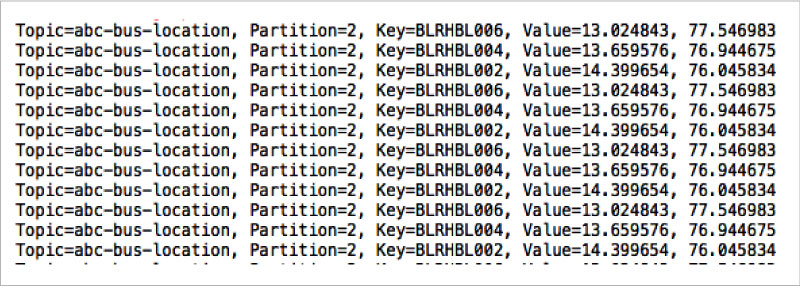 Topic=abc-bus-location, Partition=2, Key=BLRHBL006, Value=13.024843, 77.546983
Topic=abc-bus-location, Partition=2, Key=BLRHBL004, Value=13.659576, 76.944675
Topic=abc-bus-location, Partition=2, Key=BLRHBL002, Value=14.399654, 76.045834
Topic=abc-bus-location, Partition=2, Key=BLRHBL006, Value=13.024843, 77.546983
Topic=abc-bus-location, Partition=2, Key=BLRHBL004, Value=13.659576, 76.944675
Topic=abc-bus-location, Partition=2, Key=BLRHBL002, Value=14.399654, 76.045834
Topic=abc-bus-location, Partition=2, Key=BLRHBL006, Value=13.024843, 77.546983
Topic=abc-bus-location, Partition=2, Key=BLRHBL004, Value=13.659576, 76.944675
Topic=abc-bus-location, Partition=2, Key=BLRHBL002, Value=14.399654, 76.045834
Topic=abc-bus-location, Partition=2, Key=BLRHBL006, Value=13.024843, 77.546983
Topic=abc-bus-location, Partition=2, Key=BLRHBL004, Value=13.659576, 76.944675
Topic=abc-bus-location, Partition=2, Key=BLRHBL002, Value=14.399654, 76.045834